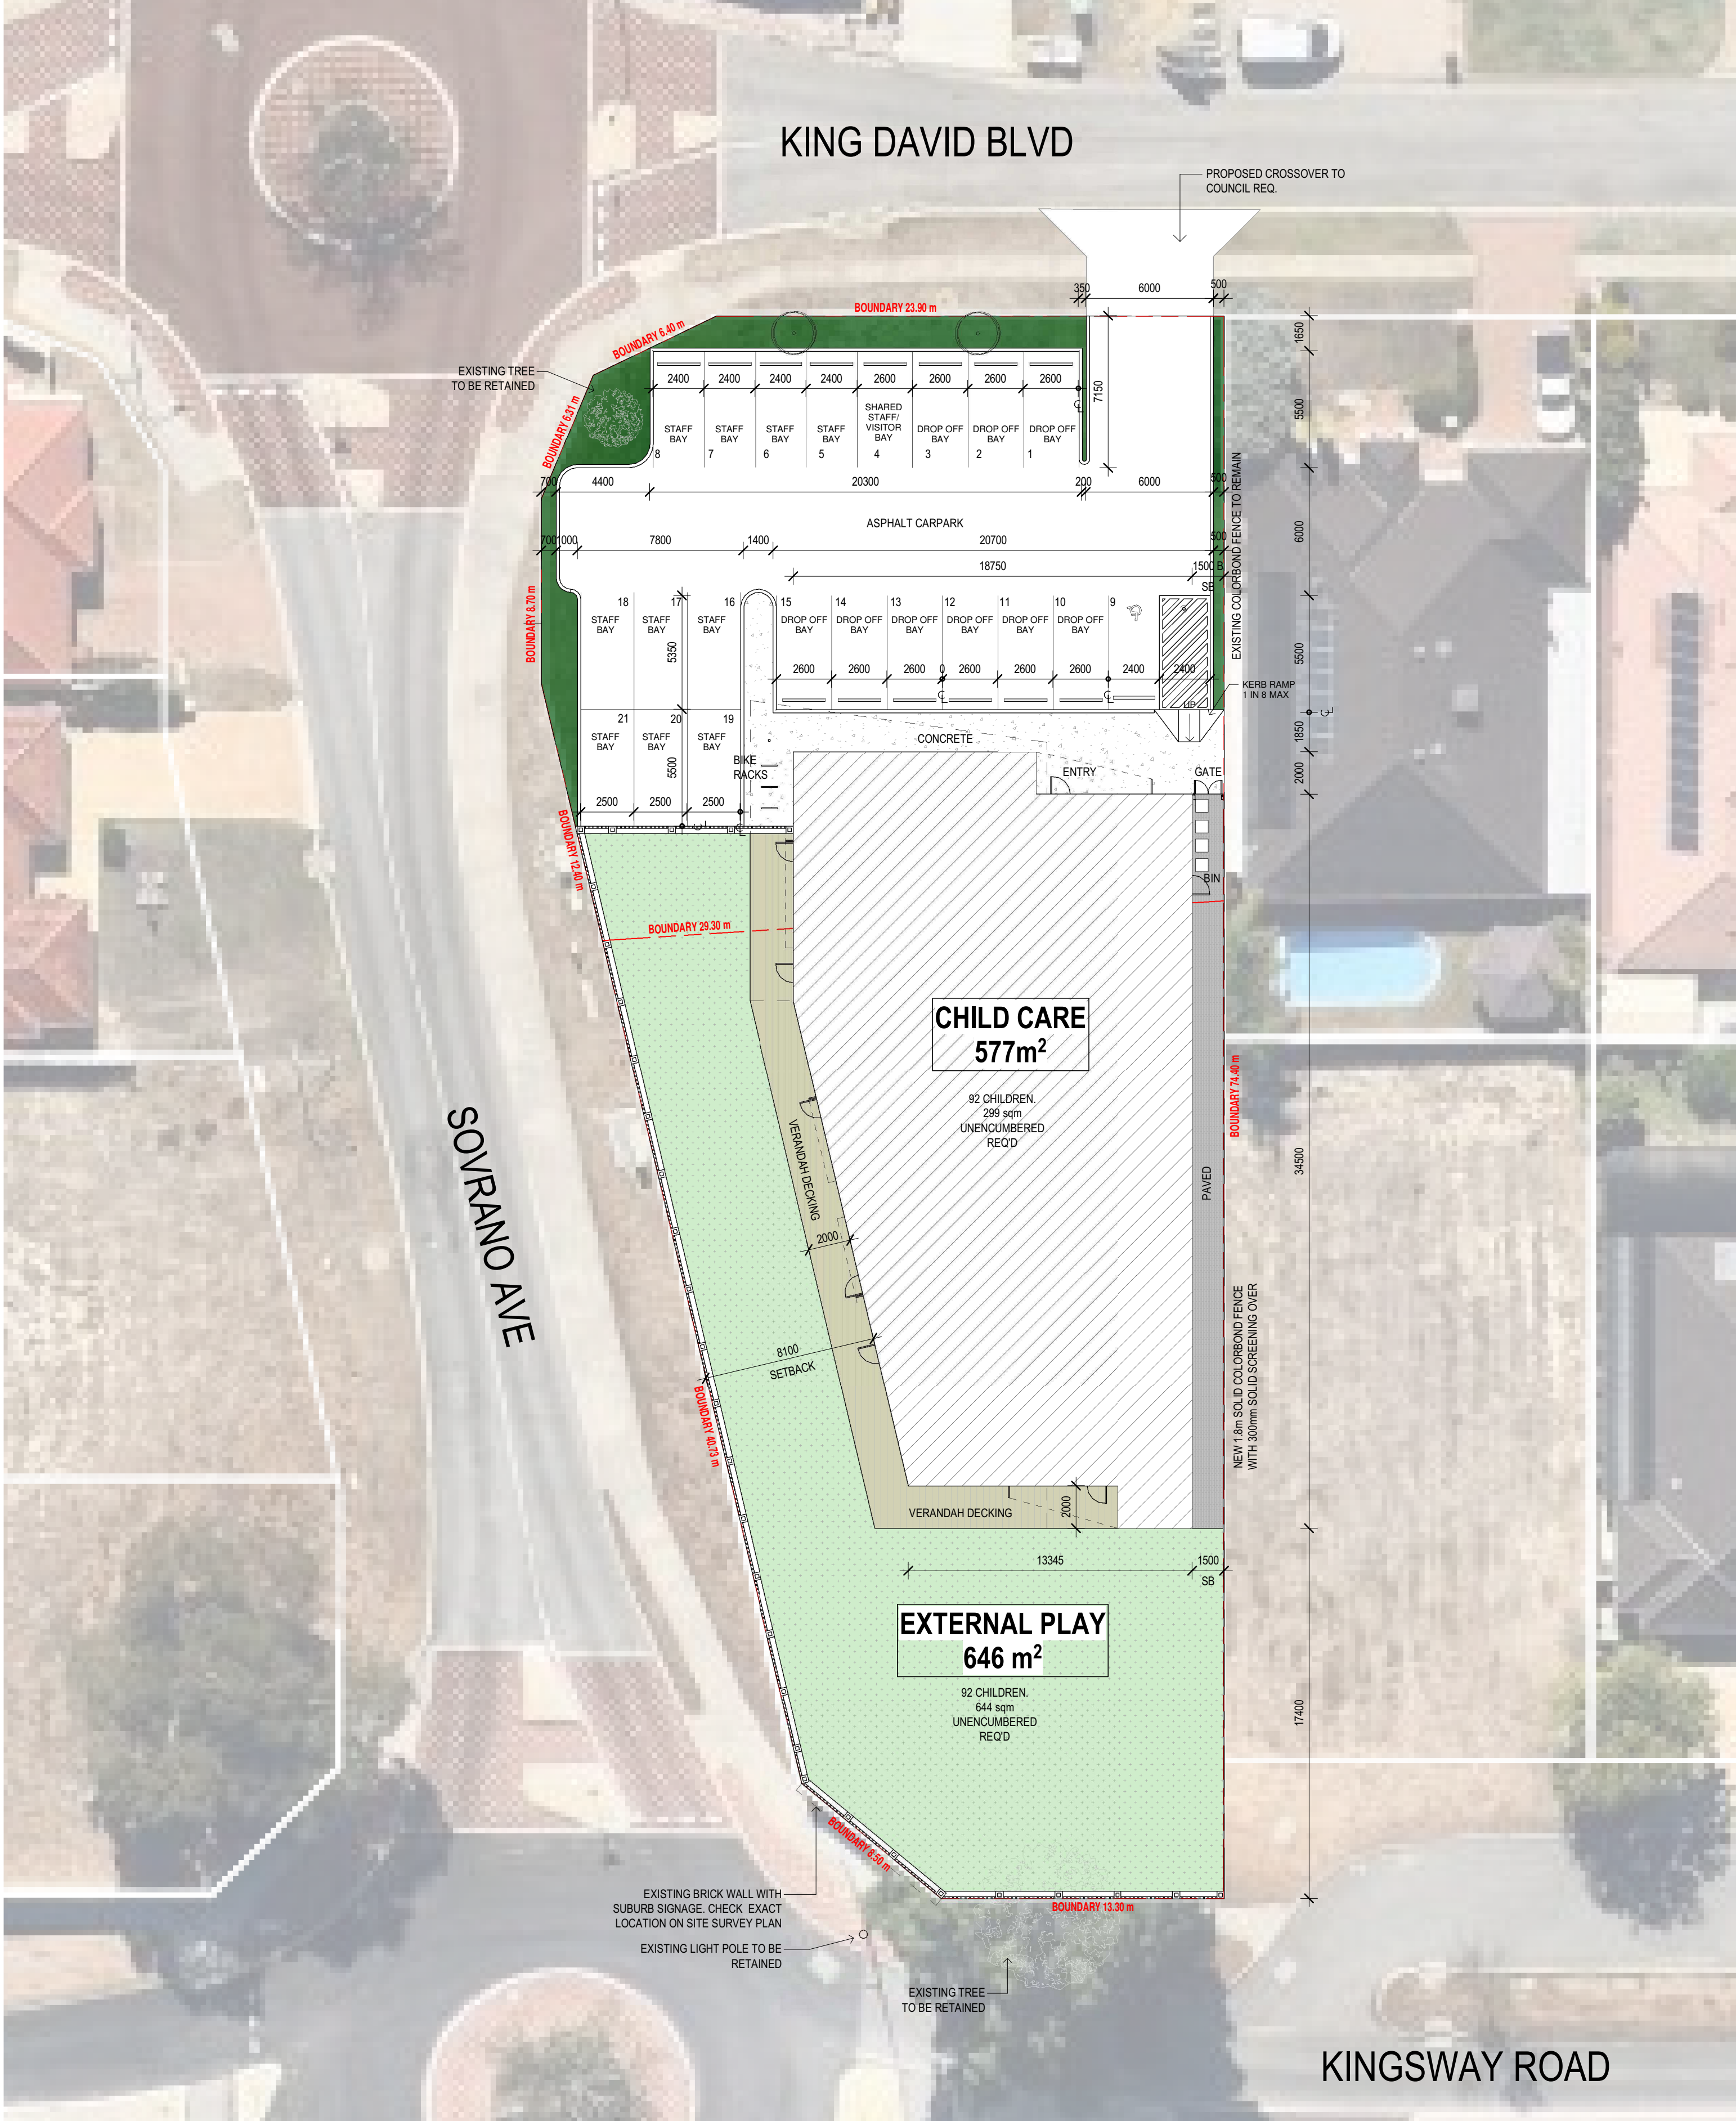 KING DAVID BLVD
PROPOSED CROSSOVER TO
COUNCIL REQ.
350
6000
500
BOUNDARY 23.90 m
BOUNDARY 6.40 m
1650
EXISTING TREE
TO BE RETAINED
2400
2400
2400
2400
2600
2600
2600
2600
7150
5500
BOUNDARY 6.31 m
STAFF
BAY
8
STAFF
BAY
7
STAFF
BAY
6
STAFF
BAY
5
SHARED
STAFF/
VISITOR
BAY
4
DROP OFF
BAY
3
DROP OFF
BAY
2
DROP OFF
BAY
1
700
4400
20300
200
6000
500
EXISTING COLORBOND FENCE TO REMAIN
ASPHALT CARPARK
6000
700
1000
7800
1400
20700
500
18750
1500 B
SB
BOUNDARY 8.70 m
18
STAFF
BAY
17
STAFF
BAY
16
STAFF
BAY
15
DROP OFF
BAY
14
DROP OFF
BAY
13
DROP OFF
BAY
12
DROP OFF
BAY
11
DROP OFF
BAY
10
DROP OFF
BAY
9
5350
5500
2600
2600
2600
0
2600
2600
2600
2400
2400
KERB RAMP
1 IN 8 MAX
UP
21
STAFF
BAY
20
STAFF
BAY
19
STAFF
BAY
5500
CONCRETE
1850
BIKE
RACKS
ENTRY
GATE
2000
2500
2500
2500
BOUNDARY 12.40 m
BIN
BOUNDARY 29.30 m
CHILD CARE
577m²
92 CHILDREN.
299 sqm
UNENCUMBERED
REQ'D
BOUNDARY 74.40 m
SOVRANO AVE
VERANDAH DECKING
PAVED
34500
2000
8100
SETBACK
BOUNDARY 40.73 m
NEW 1.8m SOLID COLORBOND FENCE
WITH 300mm SOLID SCREENING OVER
VERANDAH DECKING
2000
13345
1500
SB
EXTERNAL PLAY
646 m²
92 CHILDREN.
644 sqm
UNENCUMBERED
REQ'D
17400
BOUNDARY 8.50 m
EXISTING BRICK WALL WITH
SUBURB SIGNAGE. CHECK EXACT
LOCATION ON SITE SURVEY PLAN
BOUNDARY 13.30 m
EXISTING LIGHT POLE TO BE
RETAINED
EXISTING TREE
TO BE RETAINED
KINGSWAY ROAD